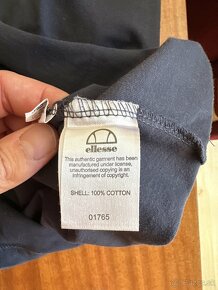 ellesse
This authentic garment has been
manufactured under license,
unauthorised copying is an
infringement of copyright.
SHELL: 100% COTTON
01765